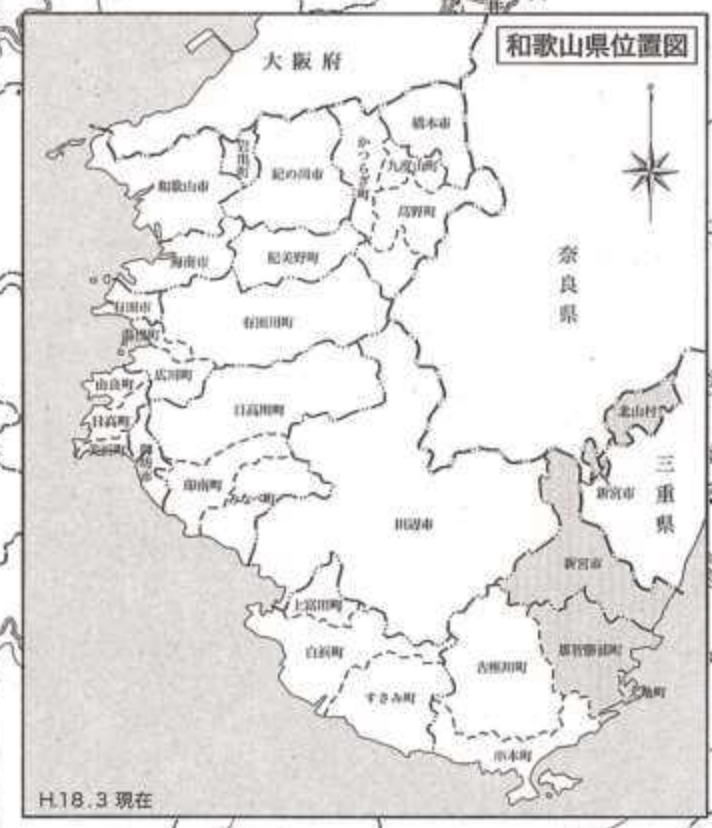 和歌山県位置図
大阪府
橋本市
岩出町
かつらぎ町
九度山町
和歌山市
紀の川市
高野町
海南市
紀美野町
奈良県
有田市
有田川町
湯浅町
広川町
由良町
日高川町
北山村
日高町
美浜町
御坊市
三重県
印南町
みなべ町
新宮市
田辺市
新宮市
上富田町
白浜町
古座川町
那智勝浦町
すさみ町
太地町
串本町
H.18.3 現在